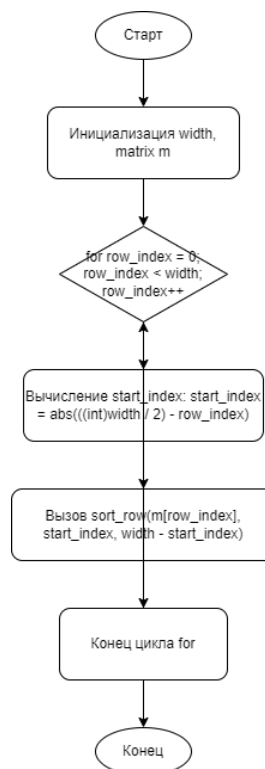 Старт
Инициализация width,
matrix m
for row_index = 0;
row_index < width;
row_index++
Вычисление start_index: start_index
= abs(((int)width / 2) - row_index)
Вызов sort_row(m[row_index],
start_index, width - start_index)
Конец цикла for
Конец